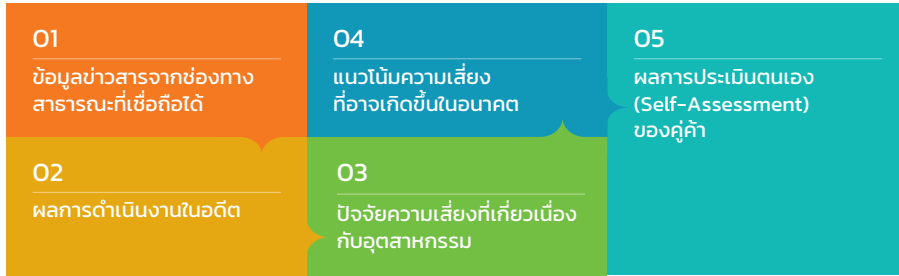 01
ข้อมูลข่าวสารจากช่องทาง
สาธารณะที่เชื่อถือได้
02
ผลการดำเนินงานในอดีต
03
ปัจจัยความเสี่ยงที่เกี่ยวเนื่อง
กับอุตสาหกรรม
04
แนวโน้มความเสี่ยง
ที่อาจเกิดขึ้นในอนาคต
05
ผลการประเมินตนเอง
(Self-Assessment)
ของคู่ค้า